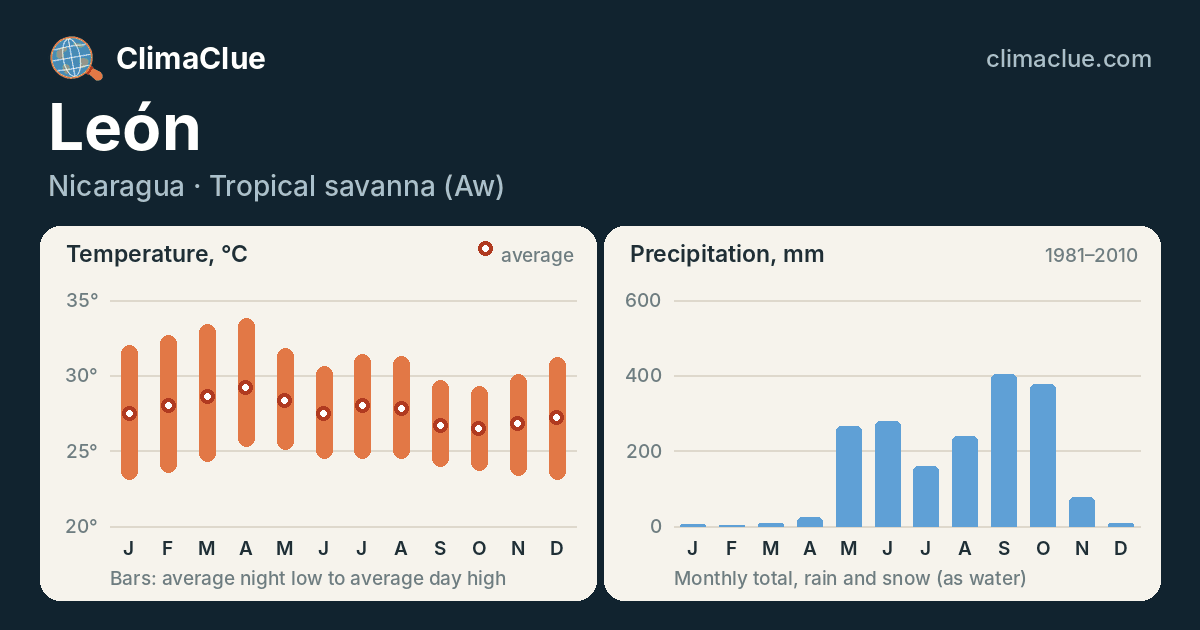 ClimaClue
climaclue.com
León
Nicaragua · Tropical savanna (Aw)
Temperature, °C
average
35°
30°
25°
20°
J F M A M J J A S O N D
Bars: average night low to average day high
Precipitation, mm
1981–2010
600
400
200
0
J F M A M J J A S O N D
Monthly total, rain and snow (as water)